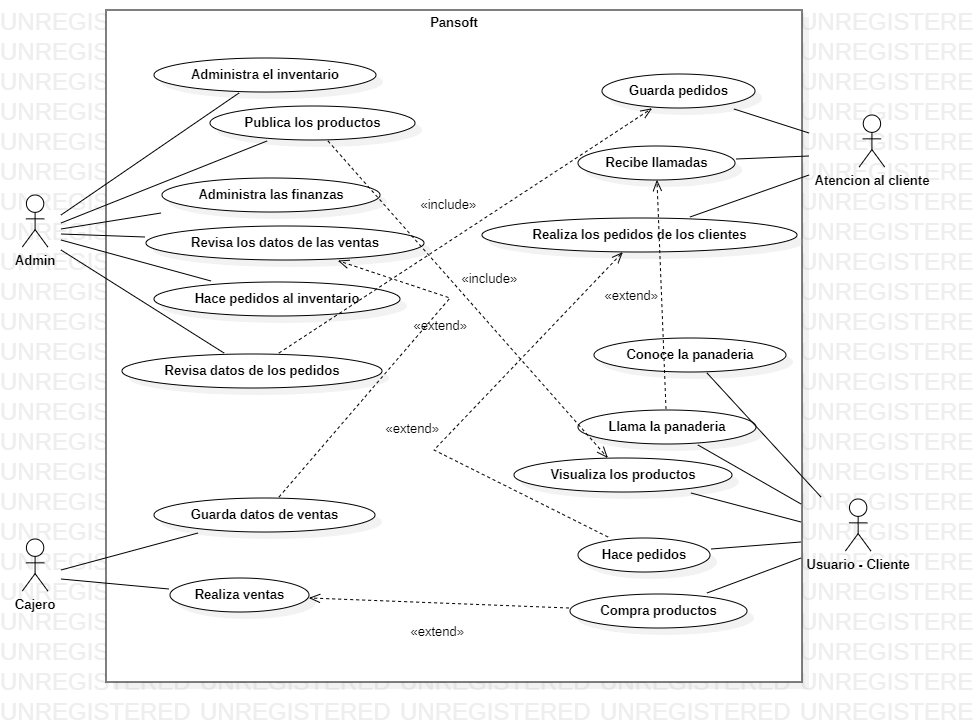 Pansoft
Administra el inventario
Publica los productos
Administra las finanzas
Revisa los datos de las ventas
Hace pedidos al inventario
Revisa datos de los pedidos
Guarda datos de ventas
Realiza ventas
Admin
Cajero
«include»
«include»
«extend»
«extend»
«extend»
«extend»
Guarda pedidos
Recibe llamadas
Realiza los pedidos de los clientes
Conoce la panaderia
Llama la panaderia
Visualiza los productos
Hace pedidos
Compra productos
Atencion al cliente
Usuario - Cliente
UNREGISTERED